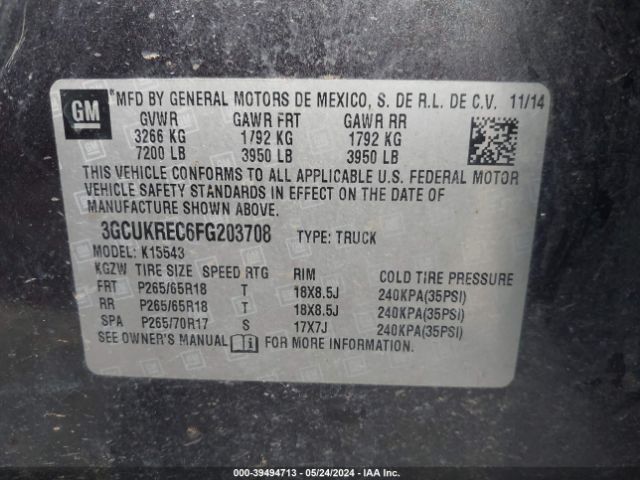 GM *MFD BY GENERAL MOTORS DE MEXICO, S. DE R.L. DE C.V. 11/14
GVWR GAWR FRT GAWR RR
3266 KG 1792 KG 1792 KG
7200 LB 3950 LB 3950 LB
THIS VEHICLE CONFORMS TO ALL APPLICABLE U.S. FEDERAL MOTOR
VEHICLE SAFETY STANDARDS IN EFFECT ON THE DATE OF
MANUFACTURE SHOWN ABOVE.
3GCUKREC6FG203708 TYPE: TRUCK
MODEL: K15543
KGZW TIRE SIZE SPEED RTG RIM COLD TIRE PRESSURE
FRT P265/65R18 T 18X8.5J 240KPA(35PSI)
RR P265/65R18 T 18X8.5J 240KPA(35PSI)
SPA P265/70R17 S 17X7J 240KPA(35PSI)
SEE OWNER'S MANUAL FOR MORE INFORMATION.
000-39494713 - 05/24/2024 - IAA Inc.